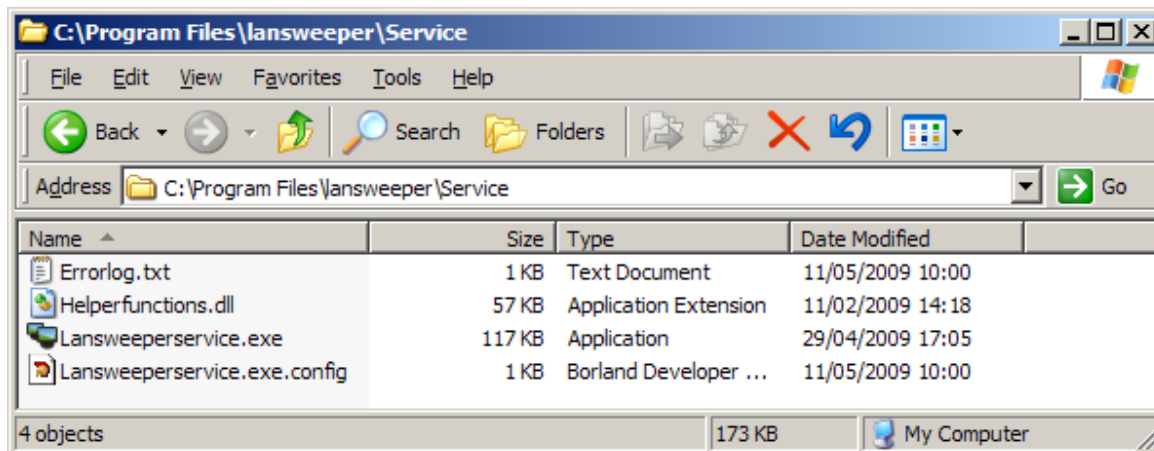 C:\Program Files\lansweeper\Service
File Edit View Favorites Tools Help
Back Search Folders
Address C:\Program Files\lansweeper\Service Go
Name Size Type Date Modified
Errorlog.txt 1 KB Text Document 11/05/2009 10:00
Helperfunctions.dll 57 KB Application Extension 11/02/2009 14:18
Lansweeperservice.exe 117 KB Application 29/04/2009 17:05
Lansweeperservice.exe.config 1 KB Borland Developer ... 11/05/2009 10:00
4 objects 173 KB My Computer